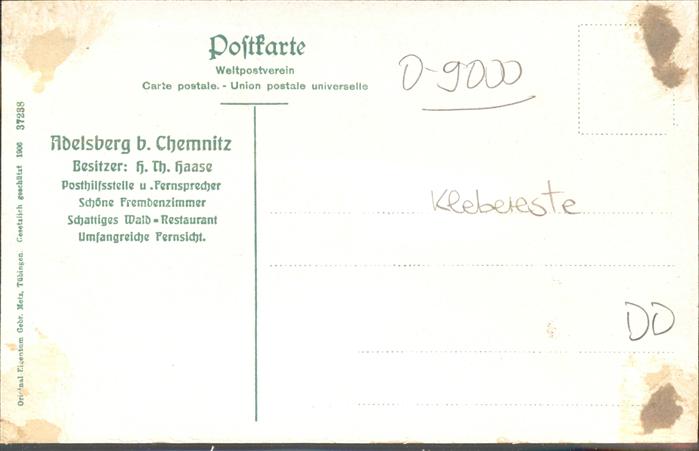 Postkarte
Weltpostverein
Carte postale. - Union postale universelle
O-9000
Adelsberg b. Chemnitz
Besitzer: H. Th. Haase
Posthilfsstelle u. Fernsprecher
Schöne Fremdenzimmer
Schattiges Wald-Restaurant
Umfangreiche Fernsicht.
Klebereste
DD
Original Eigentum Gebr. Metz, Tübingen. Gesetzlich geschützt 1906 37238